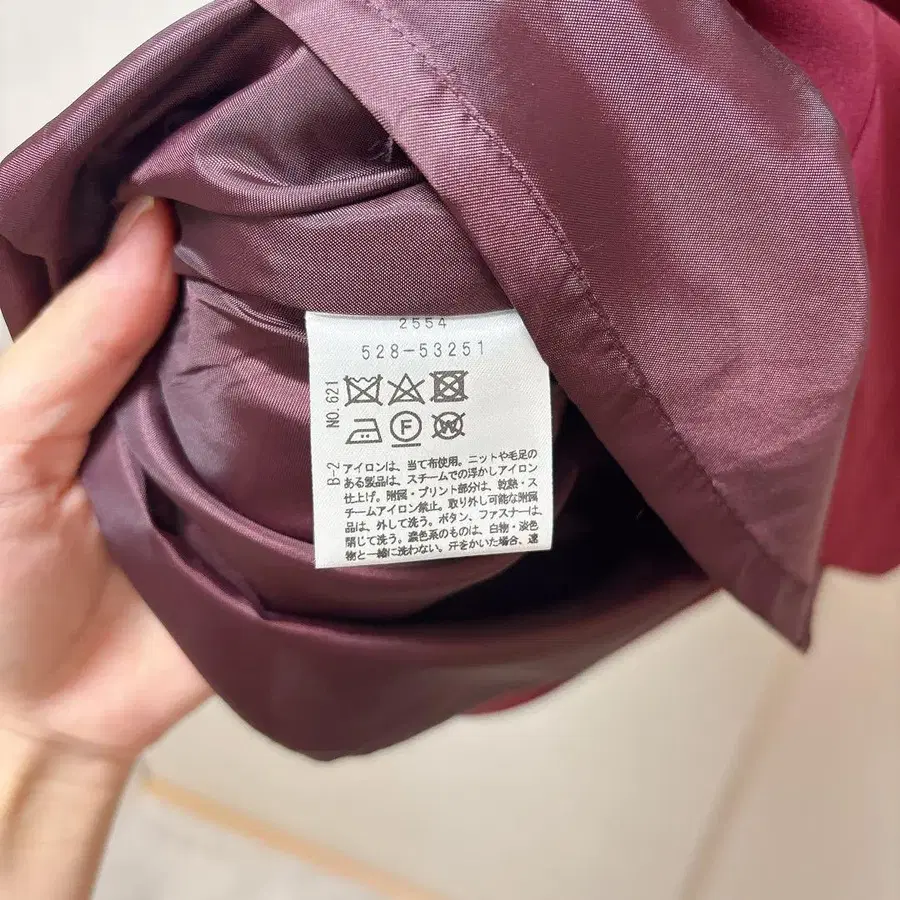 2554
528-53251
NO. 621
F
W
B-2
アイロンは、当て布使用。ニットや毛足の
ある製品は、スチームでの浮かしアイロン
仕上げ。附図・プリント部分は、乾熱・ス
チームアイロン禁止。取り外し可能な附図
品は、外して洗う。ボタン、ファスナーは、
閉じて洗う。濃色系のものは、白物・淡色
物と一緒に洗わない。汗をかいた場合、速